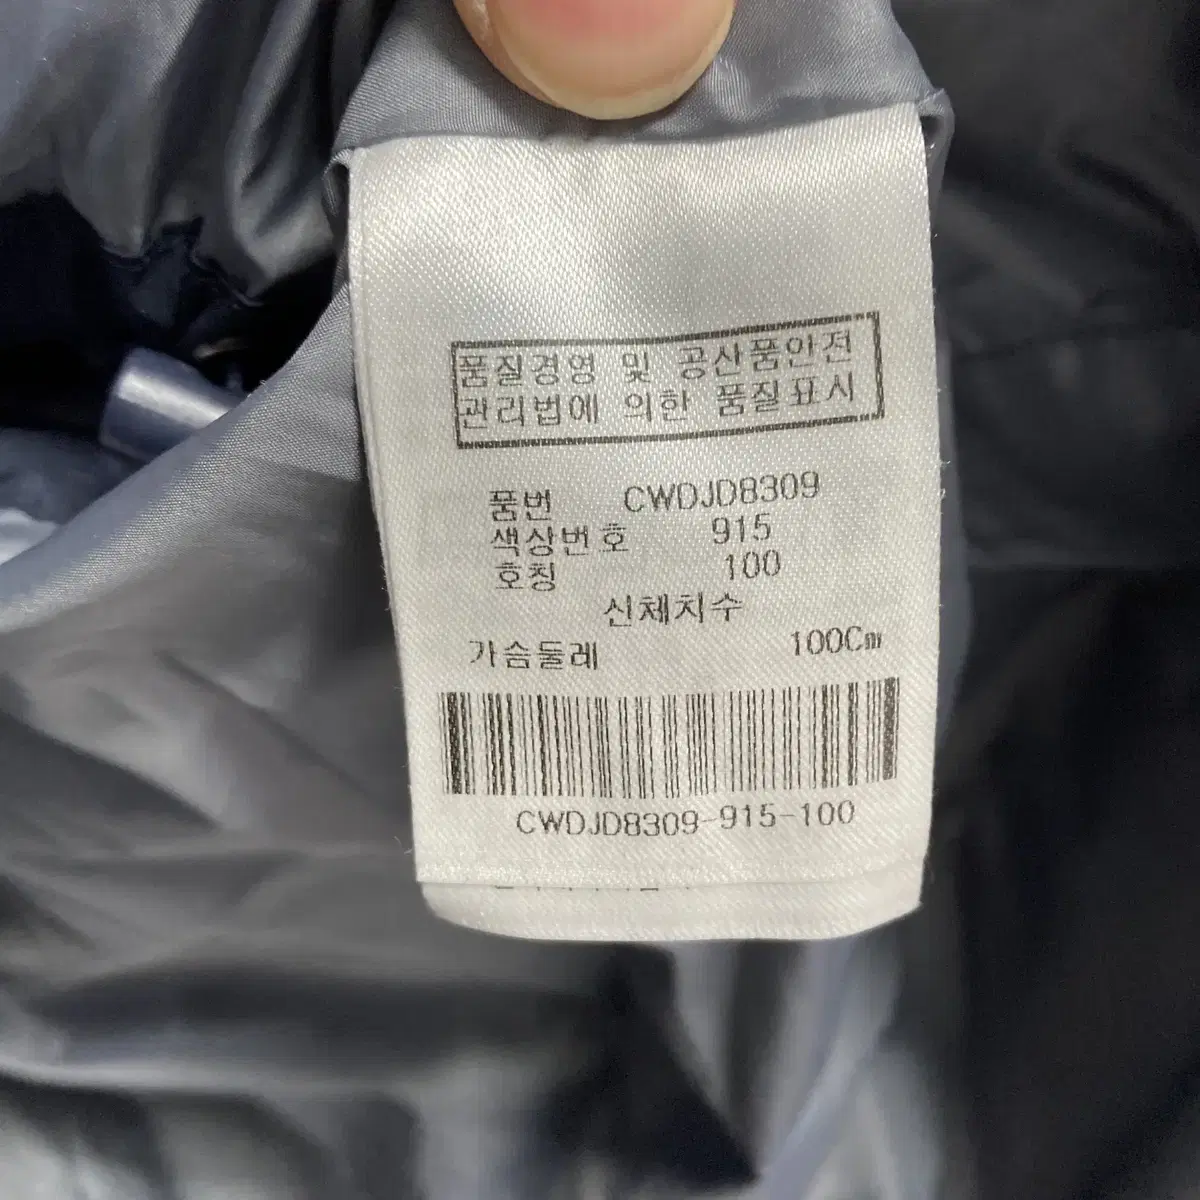 품질경영 및 공산품안전
관리법에 의한 품질표시
품번 CWDJD8309
색상번호 915
호칭 100
신체치수
가슴둘레 100Cm
CWDJD8309-915-100